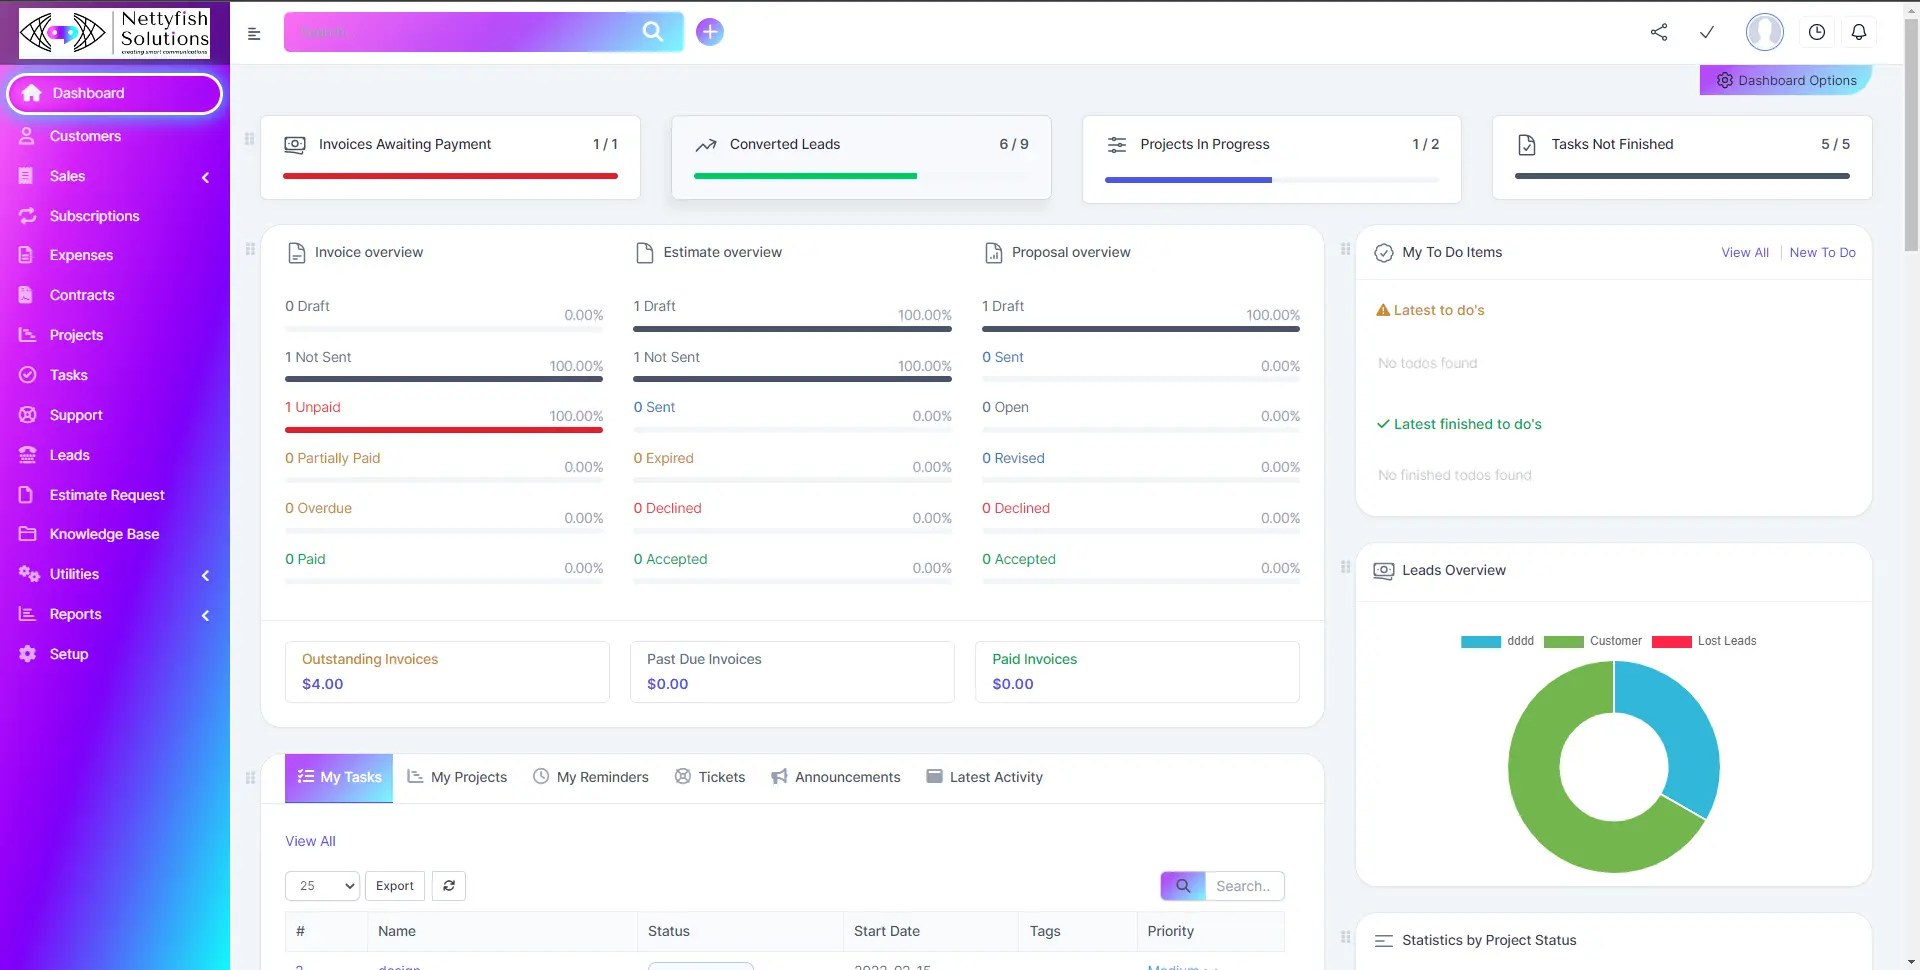 Nettyfish
Solutions
creating smart communications
Search..
Dashboard Options
Dashboard
Customers
Sales
Subscriptions
Expenses
Contracts
Projects
Tasks
Support
Leads
Estimate Request
Knowledge Base
Utilities
Reports
Setup
Invoices Awaiting Payment 1 / 1
Converted Leads 6 / 9
Projects In Progress 1 / 2
Tasks Not Finished 5 / 5
Invoice overview
0 Draft 0.00%
1 Not Sent 100.00%
1 Unpaid 100.00%
0 Partially Paid 0.00%
0 Overdue 0.00%
0 Paid 0.00%
Estimate overview
1 Draft 100.00%
1 Not Sent 100.00%
0 Sent 0.00%
0 Expired 0.00%
0 Declined 0.00%
0 Accepted 0.00%
Proposal overview
1 Draft 100.00%
0 Sent 0.00%
0 Open 0.00%
0 Revised 0.00%
0 Declined 0.00%
0 Accepted 0.00%
Outstanding Invoices
$4.00
Past Due Invoices
$0.00
Paid Invoices
$0.00
My To Do Items View All New To Do
Latest to do's
No todos found
Latest finished to do's
No finished todos found
Leads Overview
dddd Customer Lost Leads
My Tasks My Projects My Reminders Tickets Announcements Latest Activity
View All
25 Export Search..
# Name Status Start Date Tags Priority
Statistics by Project Status